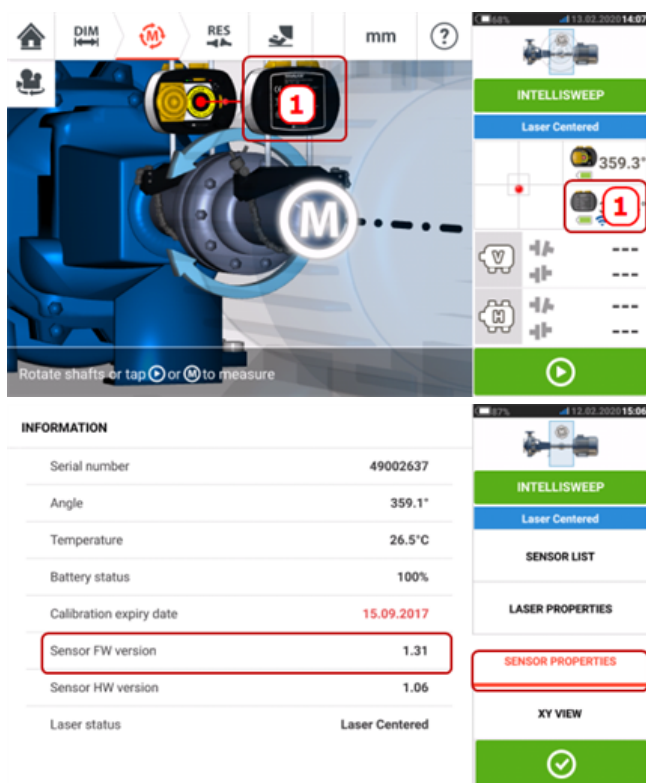 DIM
RES
mm
?
68%
13.02.2020 14:07
INTELLISWEEP
Laser Centered
359.3°
1
1
M
V
---
---
H
---
---
Rotate shafts or tap or M to measure
87%
12.02.2020 15:06
INFORMATION
Serial number 49002637
Angle 359.1°
Temperature 26.5°C
Battery status 100%
Calibration expiry date 15.09.2017
Sensor FW version 1.31
Sensor HW version 1.06
Laser status Laser Centered
INTELLISWEEP
Laser Centered
SENSOR LIST
LASER PROPERTIES
SENSOR PROPERTIES
XY VIEW